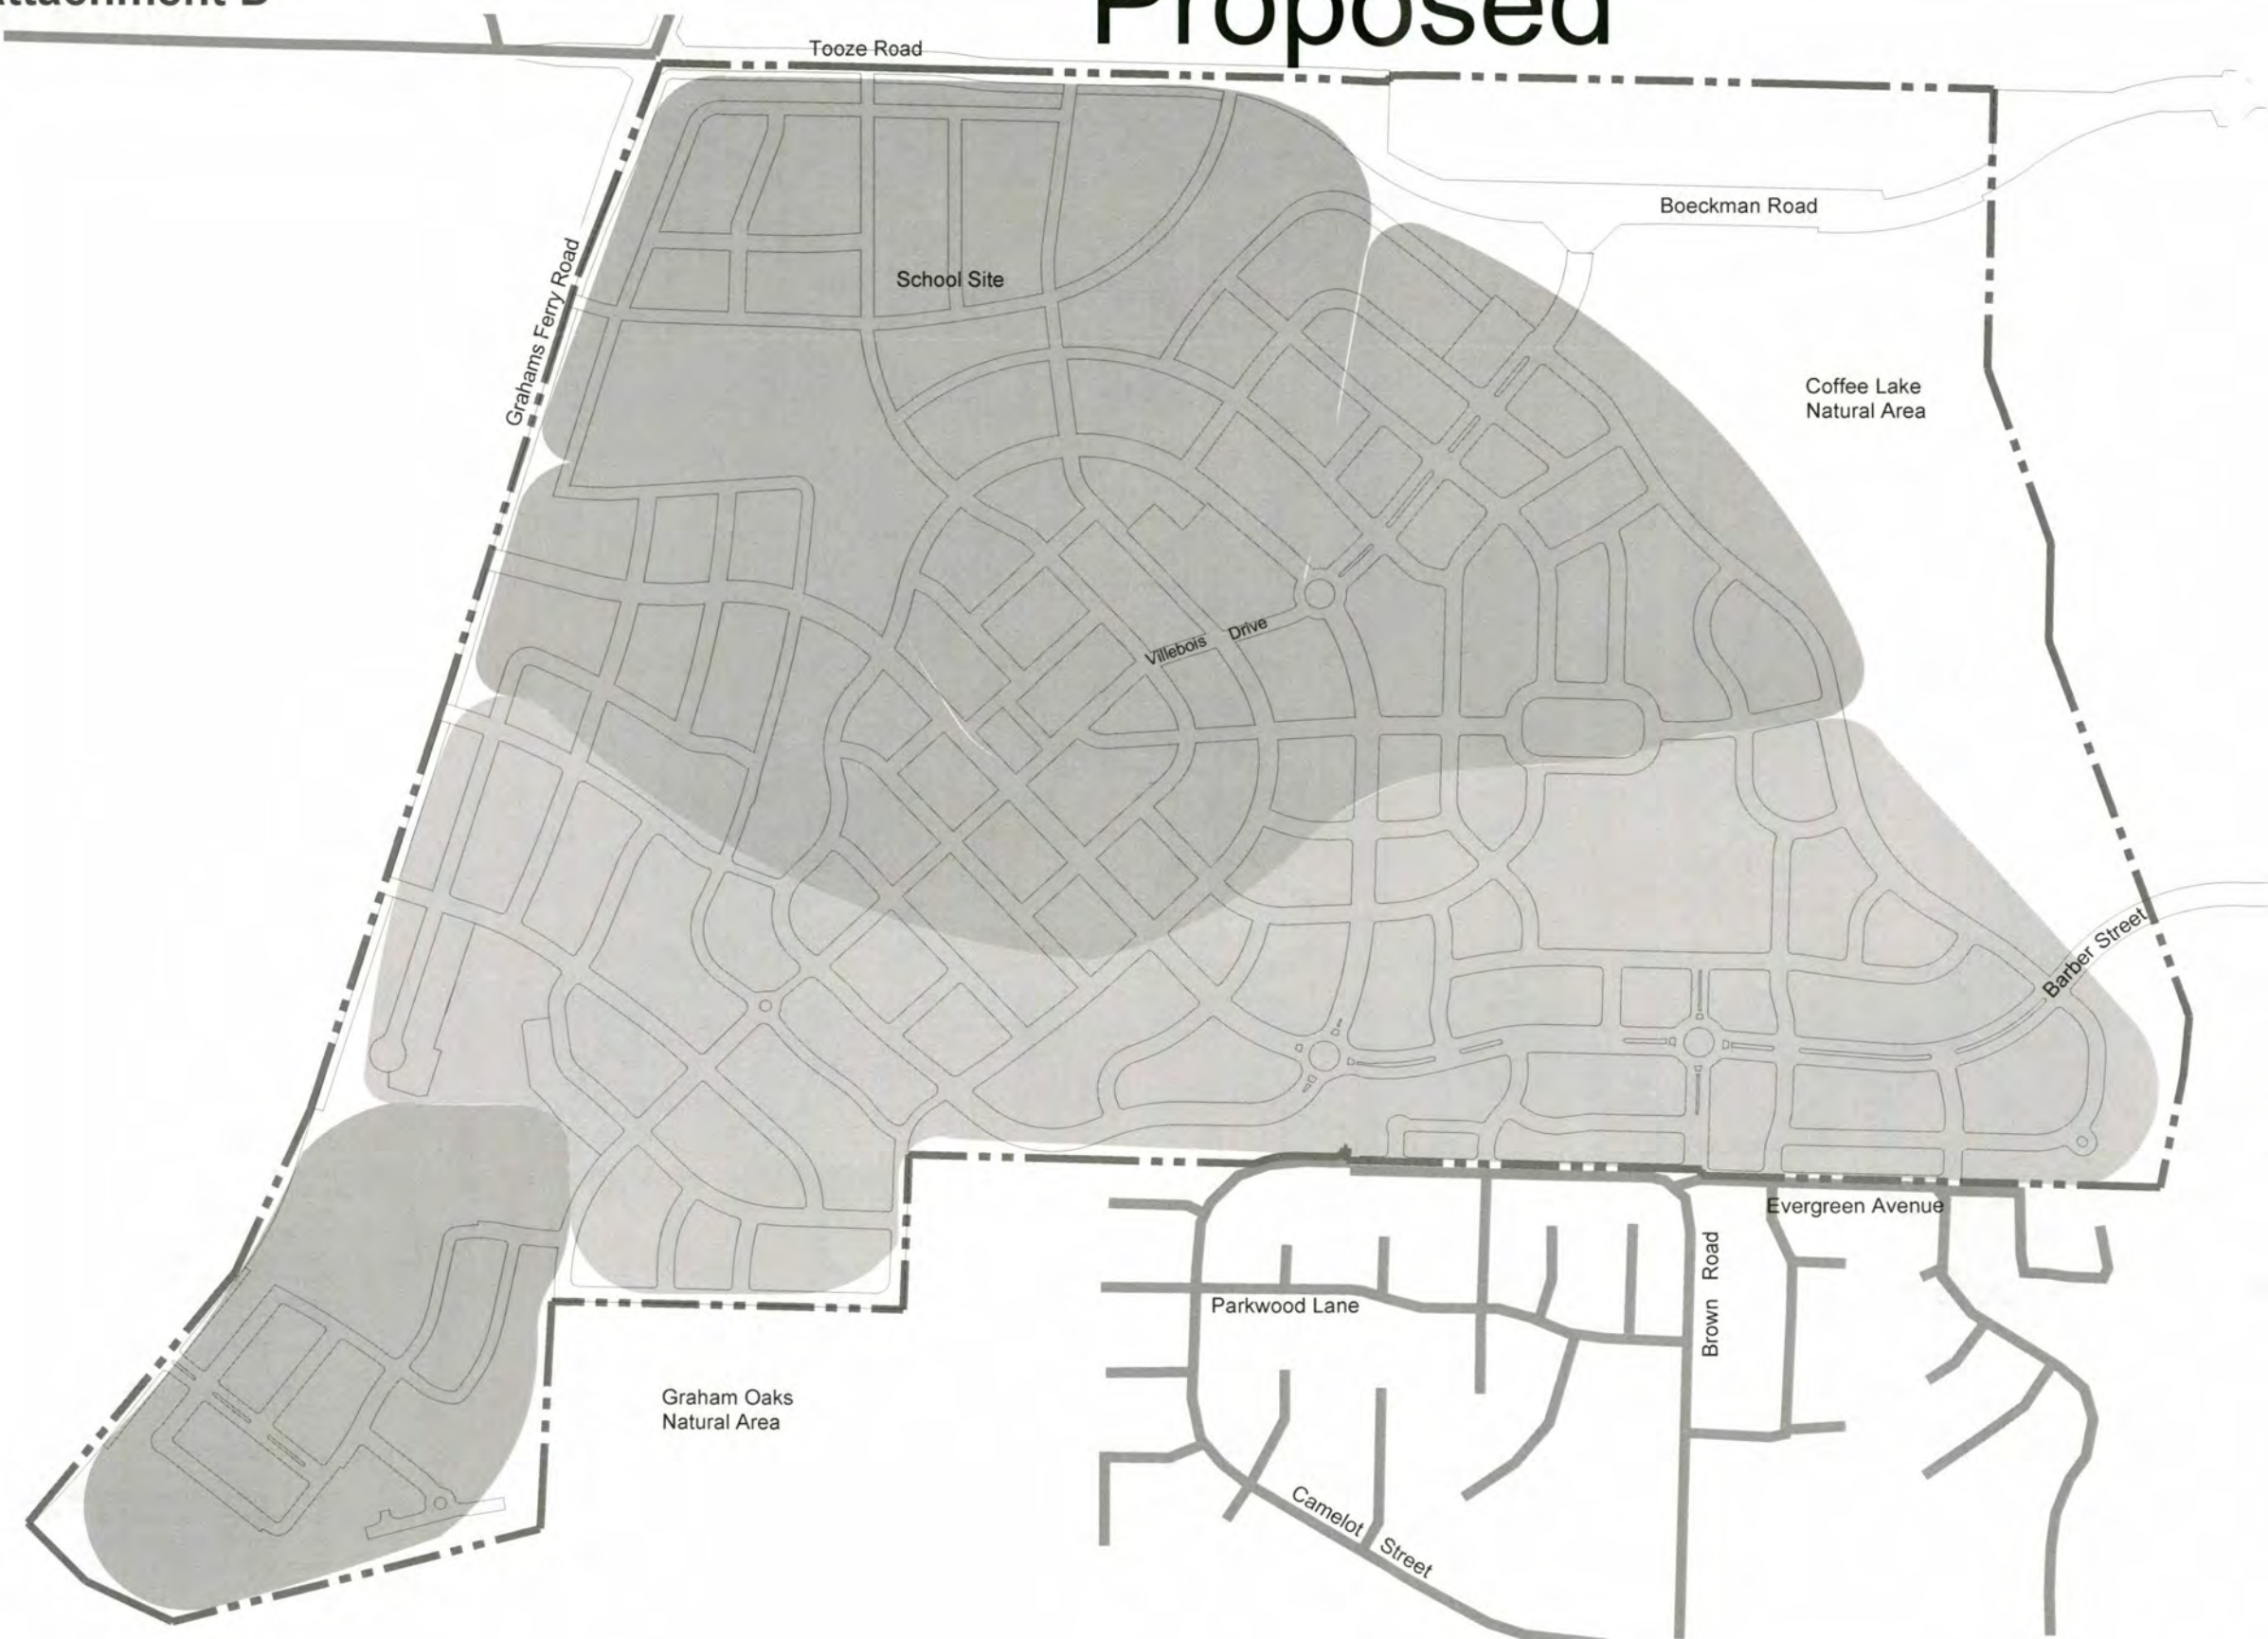 Attachment B
Proposed
Tooze Road
Boeckman Road
Grahams Ferry Road
School Site
Coffee Lake
Natural Area
Villebois Drive
Barber Street
Evergreen Avenue
Brown Road
Parkwood Lane
Graham Oaks
Natural Area
Camelot Street